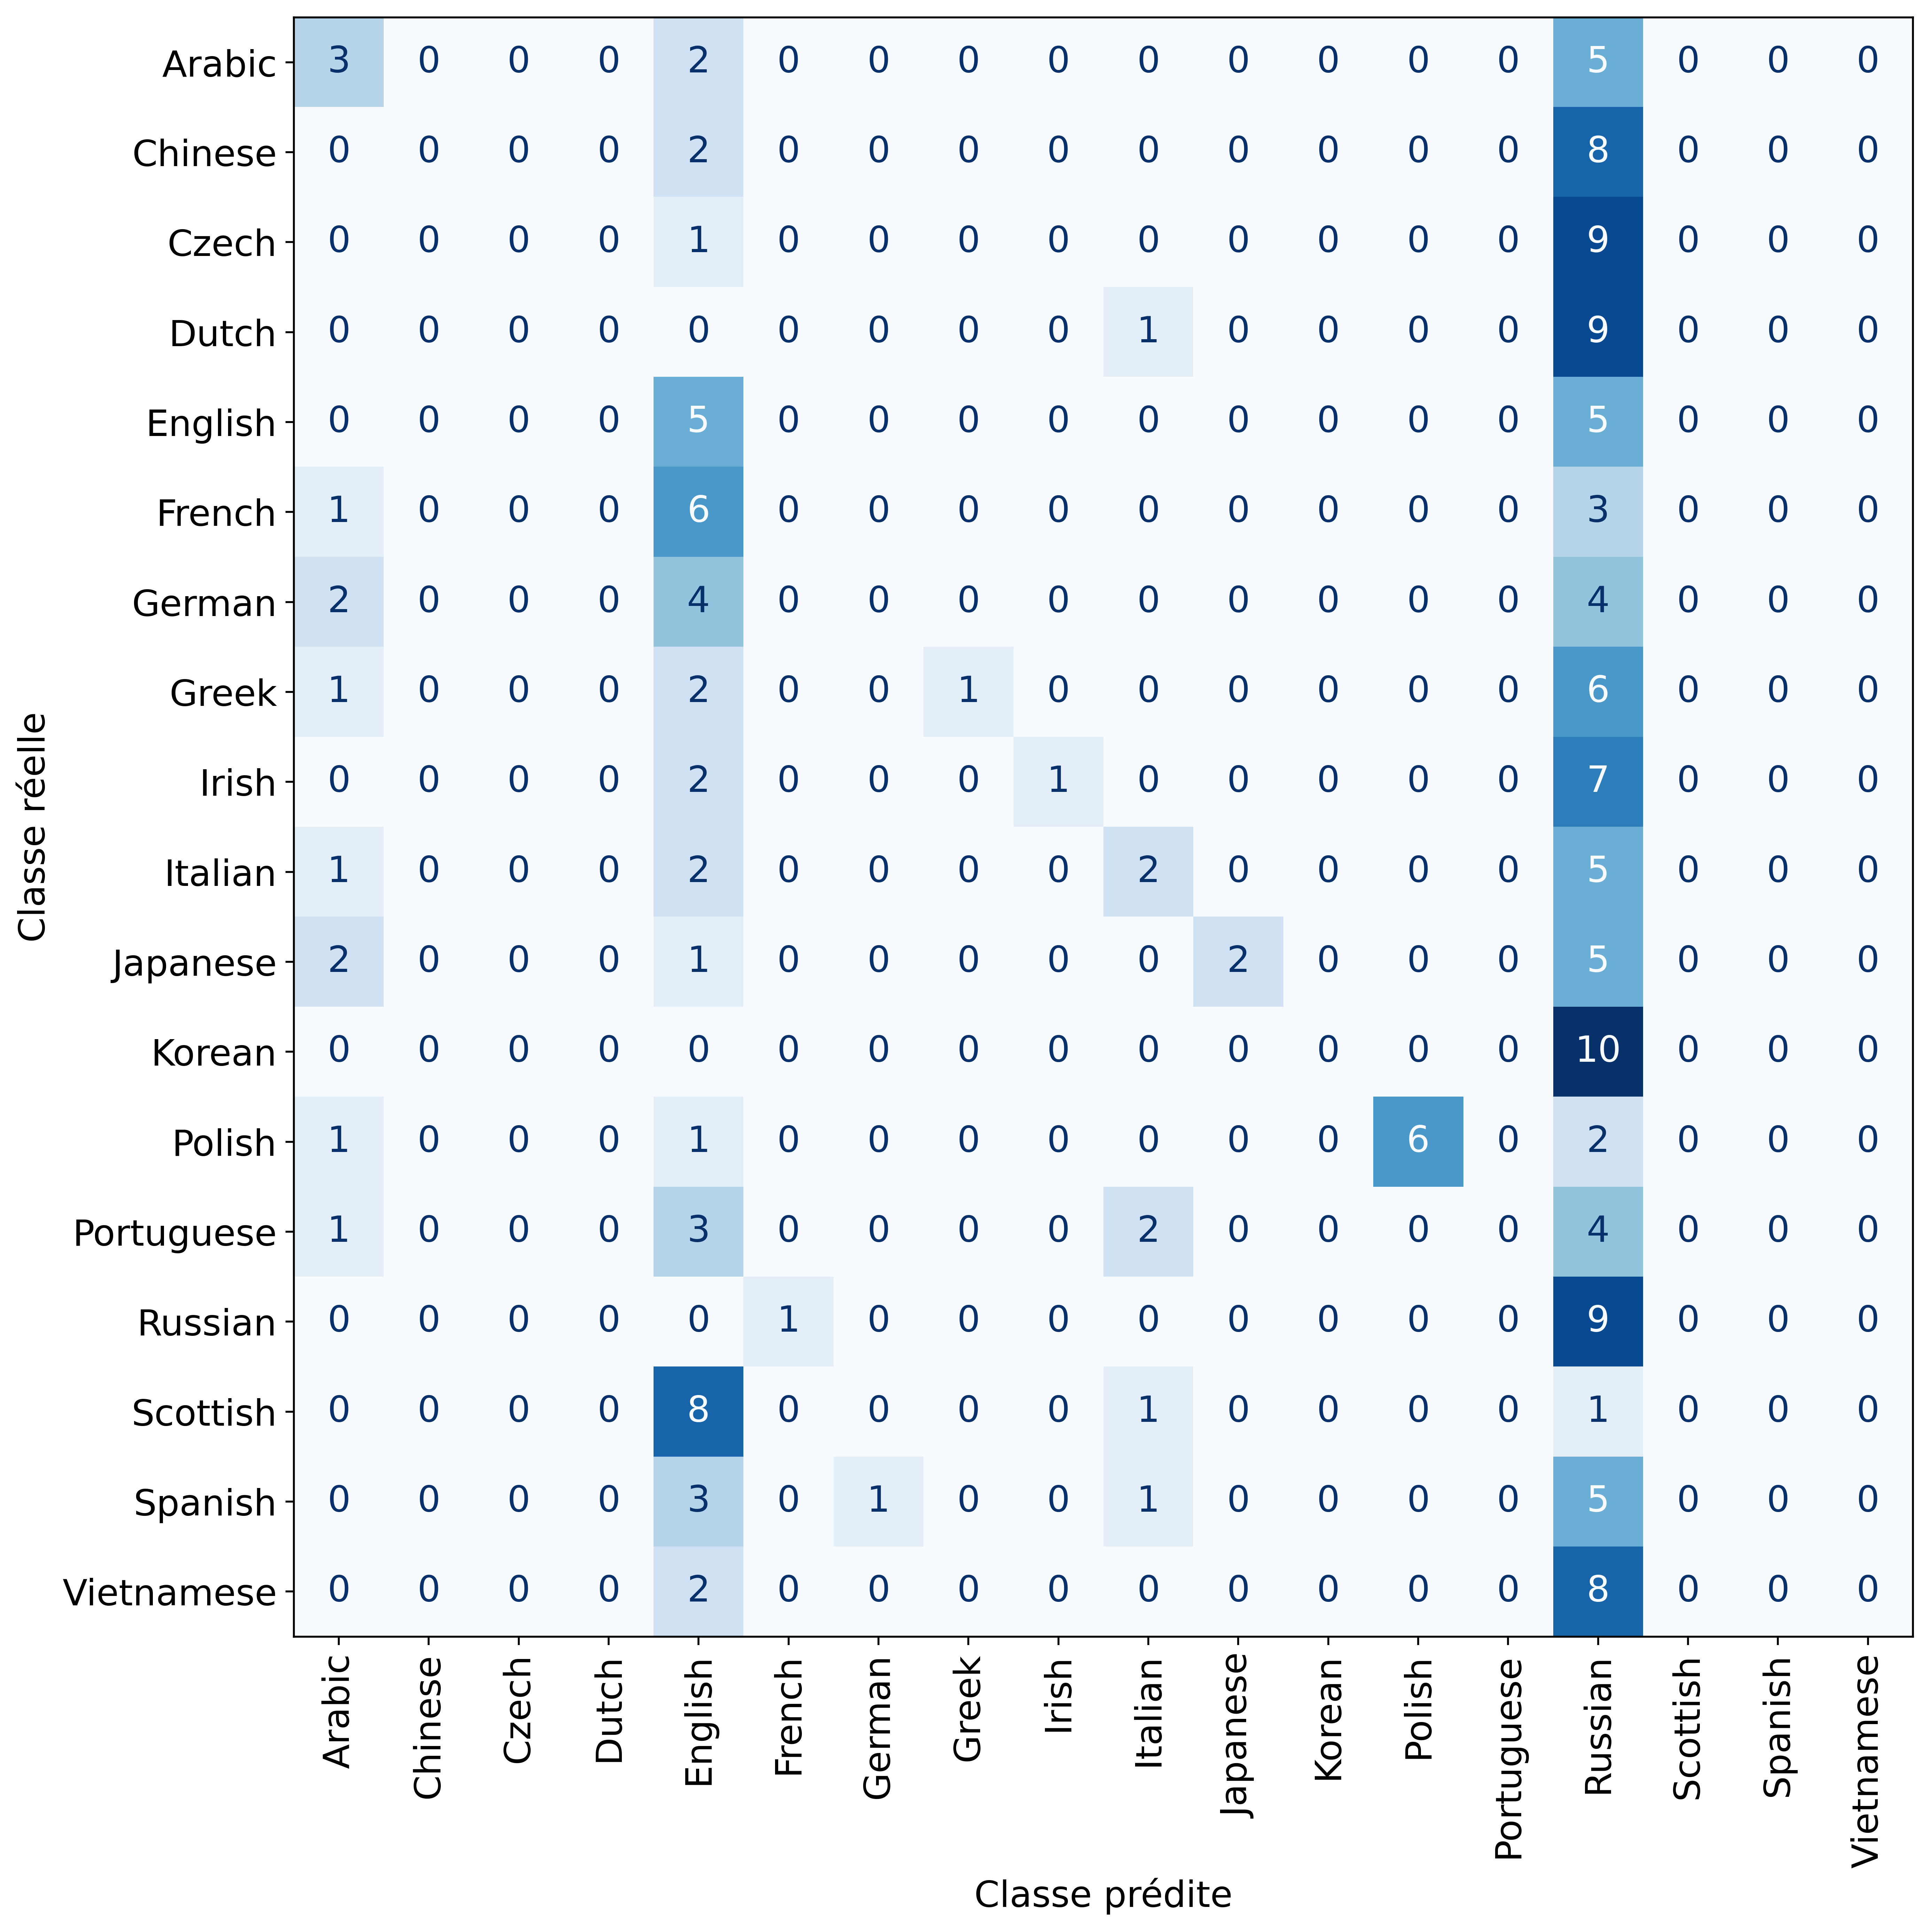 Classe réelle
Arabic 3 0 0 0 2 0 0 0 0 0 0 0 0 0 5 0 0 0
Chinese 0 0 0 0 2 0 0 0 0 0 0 0 0 0 8 0 0 0
Czech 0 0 0 0 1 0 0 0 0 0 0 0 0 0 9 0 0 0
Dutch 0 0 0 0 0 0 0 0 0 1 0 0 0 0 9 0 0 0
English 0 0 0 0 5 0 0 0 0 0 0 0 0 0 5 0 0 0
French 1 0 0 0 6 0 0 0 0 0 0 0 0 0 3 0 0 0
German 2 0 0 0 4 0 0 0 0 0 0 0 0 0 4 0 0 0
Greek 1 0 0 0 2 0 0 1 0 0 0 0 0 0 6 0 0 0
Irish 0 0 0 0 2 0 0 0 1 0 0 0 0 0 7 0 0 0
Italian 1 0 0 0 2 0 0 0 0 2 0 0 0 0 5 0 0 0
Japanese 2 0 0 0 1 0 0 0 0 0 2 0 0 0 5 0 0 0
Korean 0 0 0 0 0 0 0 0 0 0 0 0 0 0 10 0 0 0
Polish 1 0 0 0 1 0 0 0 0 0 0 0 6 0 2 0 0 0
Portuguese 1 0 0 0 3 0 0 0 0 2 0 0 0 0 4 0 0 0
Russian 0 0 0 0 0 1 0 0 0 0 0 0 0 0 9 0 0 0
Scottish 0 0 0 0 8 0 0 0 0 1 0 0 0 0 1 0 0 0
Spanish 0 0 0 0 3 0 1 0 0 1 0 0 0 0 5 0 0 0
Vietnamese 0 0 0 0 2 0 0 0 0 0 0 0 0 0 8 0 0 0
Arabic Chinese Czech Dutch English French German Greek Irish Italian Japanese Korean Polish Portuguese Russian Scottish Spanish Vietnamese
Classe prédite